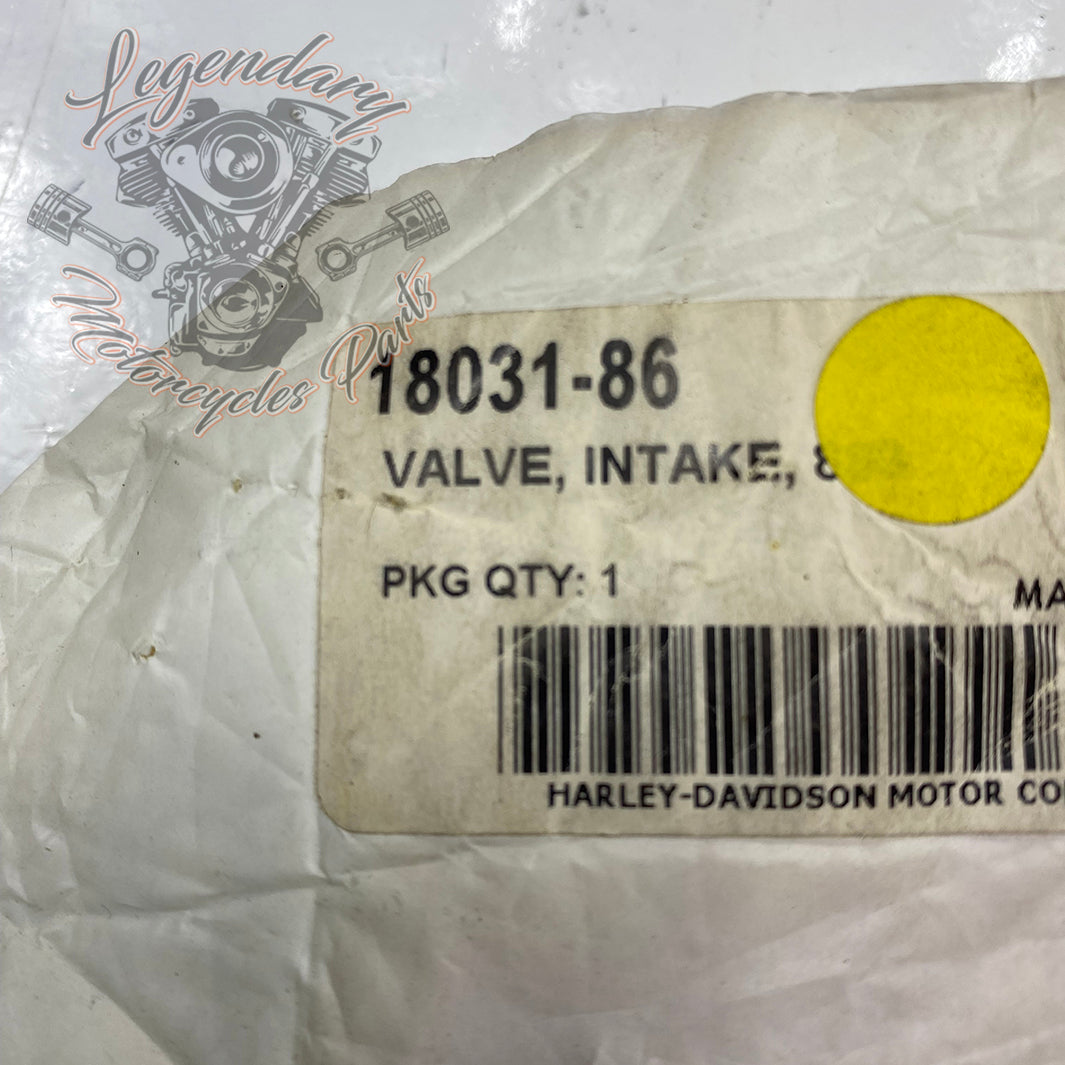 Legendary
Motorcycles Parts
18031-86
VALVE, INTAKE,
PKG QTY: 1
MA
HARLEY-DAVIDSON MOTOR CO